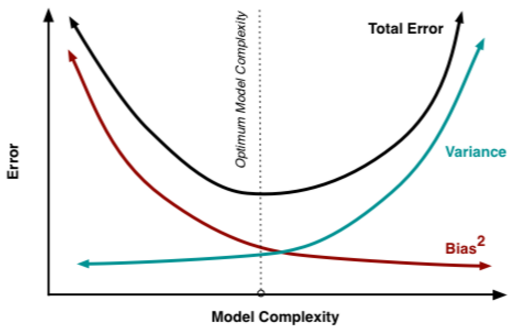 Total Error
Optimum Model Complexity
Error
Variance
Bias²
Model Complexity